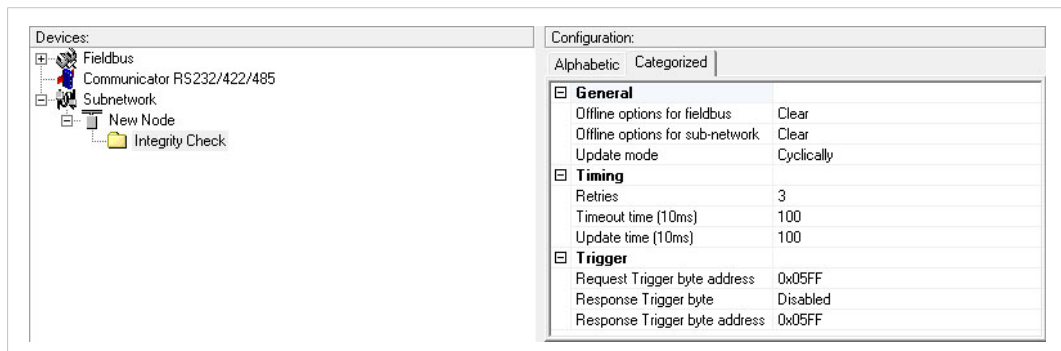 Devices:
Fieldbus
Communicator RS232/422/485
Subnetwork
New Node
Integrity Check
Configuration:
Alphabetic Categorized
General
Offline options for fieldbus Clear
Offline options for sub-network Clear
Update mode Cyclically
Timing
Retries 3
Timeout time (10ms) 100
Update time (10ms) 100
Trigger
Request Trigger byte address 0x05FF
Response Trigger byte Disabled
Response Trigger byte address 0x05FF